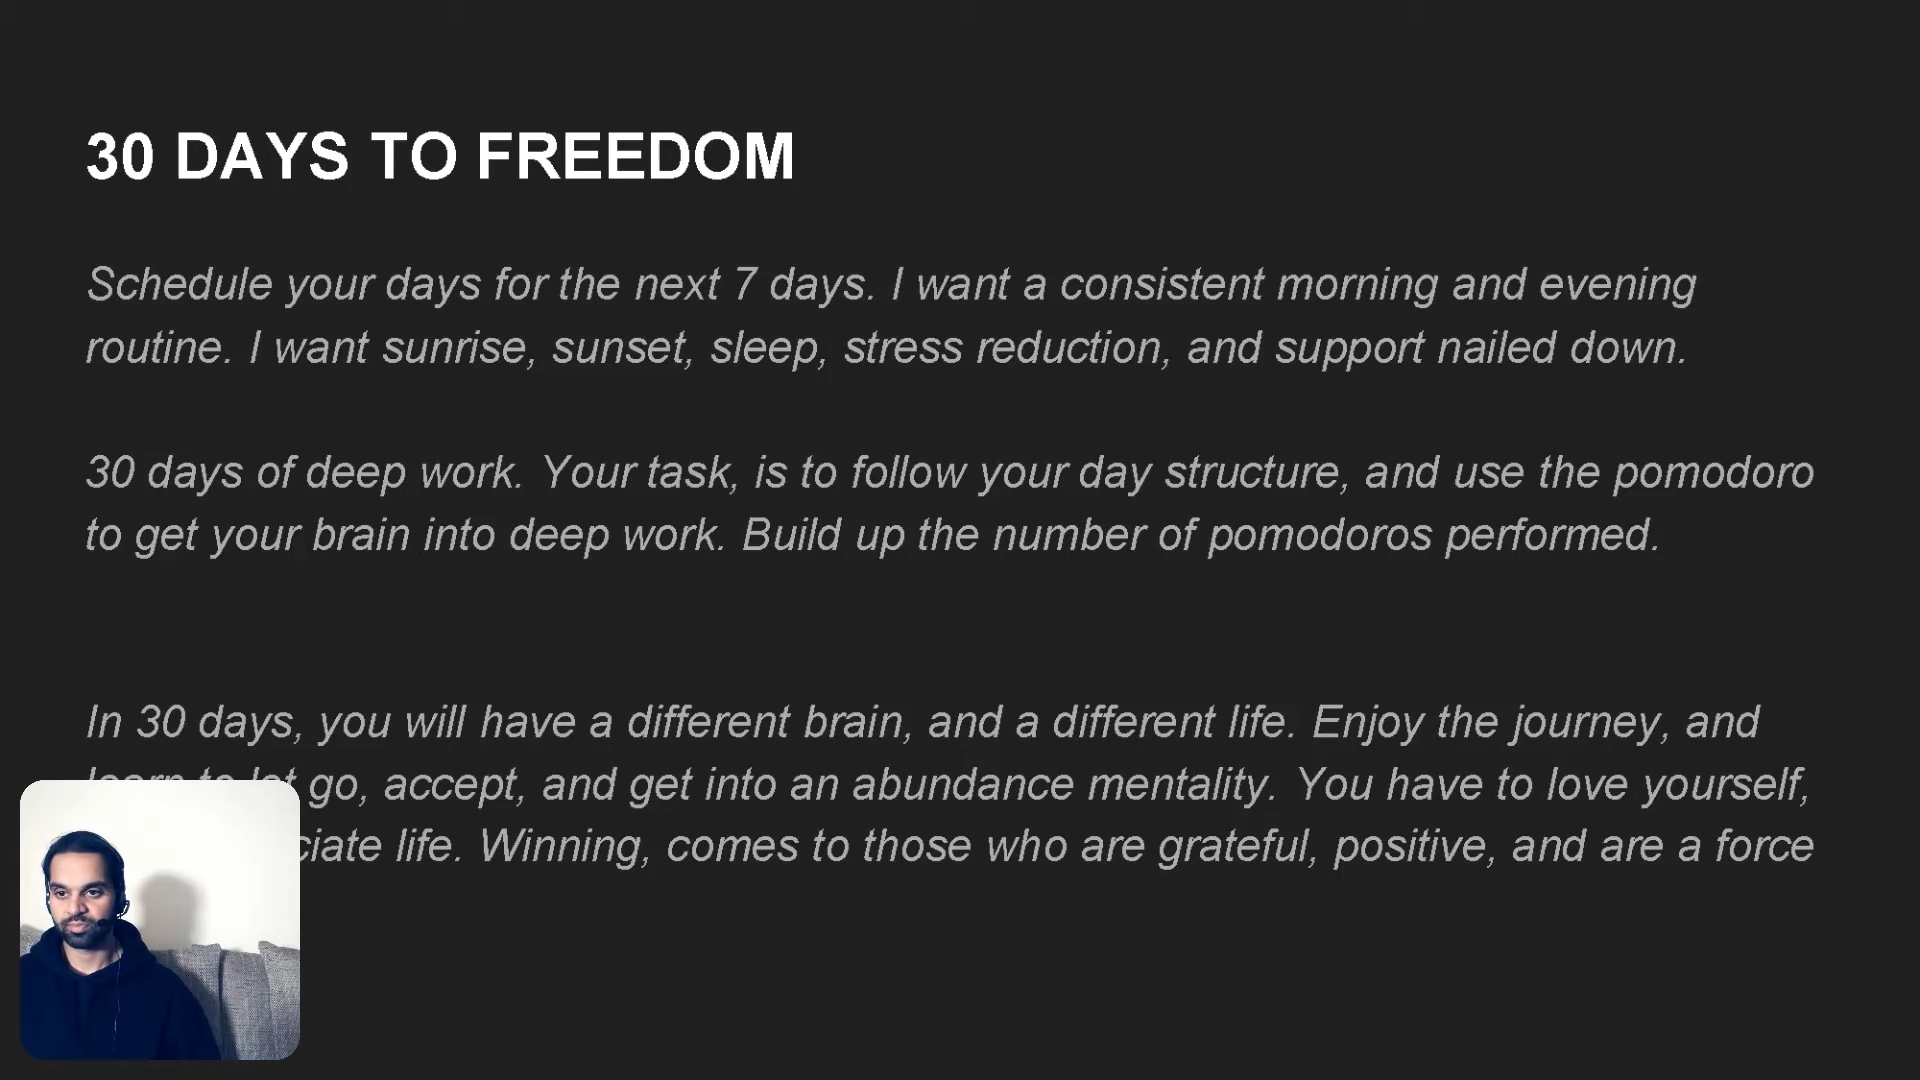 30 DAYS TO FREEDOM
Schedule your days for the next 7 days. I want a consistent morning and evening
routine. I want sunrise, sunset, sleep, stress reduction, and support nailed down.
30 days of deep work. Your task, is to follow your day structure, and use the pomodoro
to get your brain into deep work. Build up the number of pomodoros performed.
In 30 days, you will have a different brain, and a different life. Enjoy the journey, and
learn to let go, accept, and get into an abundance mentality. You have to love yourself,
ciate life. Winning, comes to those who are grateful, positive, and are a force